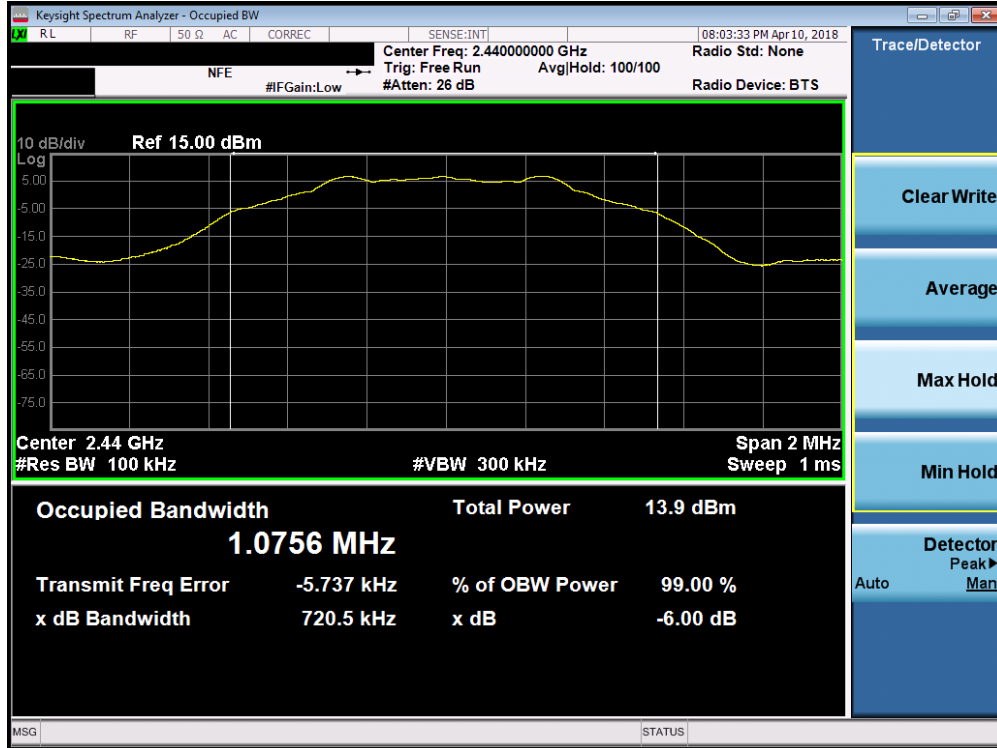 Keysight Spectrum Analyzer - Occupied BW
LXI RL RF 50 Ω AC CORREC SENSE:INT 08:03:33 PM Apr 10, 2018
Center Freq: 2.440000000 GHz Radio Std: None
NFE Trig: Free Run Avg|Hold: 100/100
#IFGain:Low #Atten: 26 dB Radio Device: BTS
Trace/Detector
10 dB/div Ref 15.00 dBm
Log
5.00
-5.00
-15.0
-25.0
-35.0
-45.0
-55.0
-65.0
-75.0
Center 2.44 GHz Span 2 MHz
#Res BW 100 kHz #VBW 300 kHz Sweep 1 ms
Occupied Bandwidth Total Power 13.9 dBm
1.0756 MHz
Transmit Freq Error -5.737 kHz % of OBW Power 99.00 %
x dB Bandwidth 720.5 kHz x dB -6.00 dB
Clear Write
Average
Max Hold
Min Hold
Detector
Peak▶
Auto Man
MSG STATUS